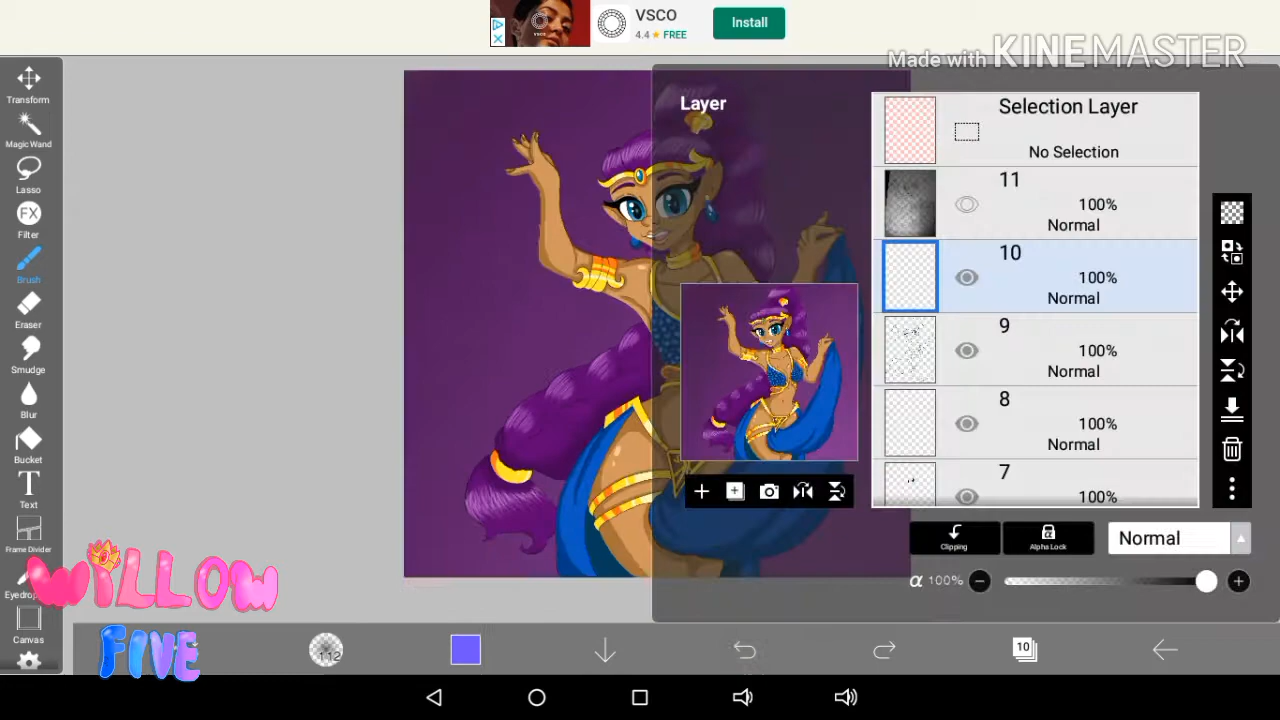 VSCO
4.4 ★ FREE
Install
Made with KINEMASTER
Transform
Magic Wand
Lasso
FX
Filter
Brush
Eraser
Smudge
Blur
Bucket
T
Text
Frame Divider
Canvas
Layer
Selection Layer
No Selection
11
100%
Normal
10
100%
Normal
9
100%
Normal
8
100%
Normal
7
100%
Clipping
α
Alpha Lock
Normal
α 100%
WILLOW
FIVE
112
10